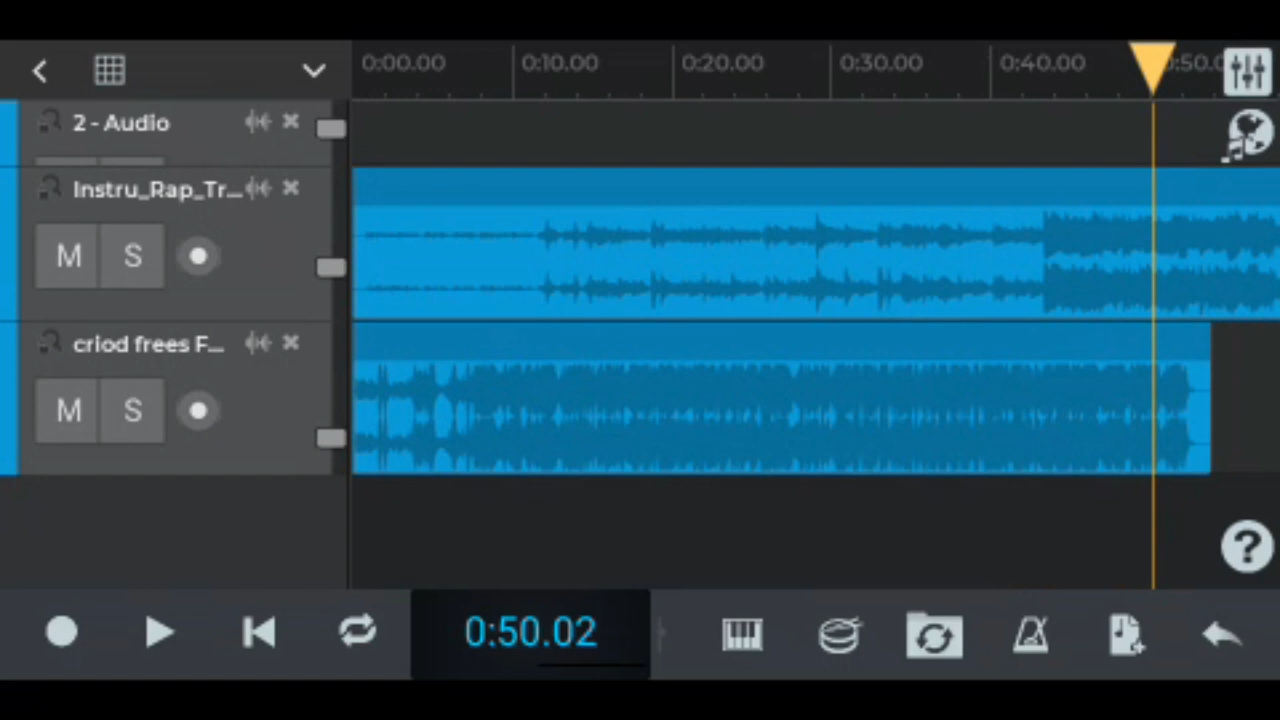 0:00.00 0:10.00 0:20.00 0:30.00 0:40.00 0:50.0
2 - Audio
Instru_Rap_Tr...
M S
criod frees F...
M S
?
0:50.02